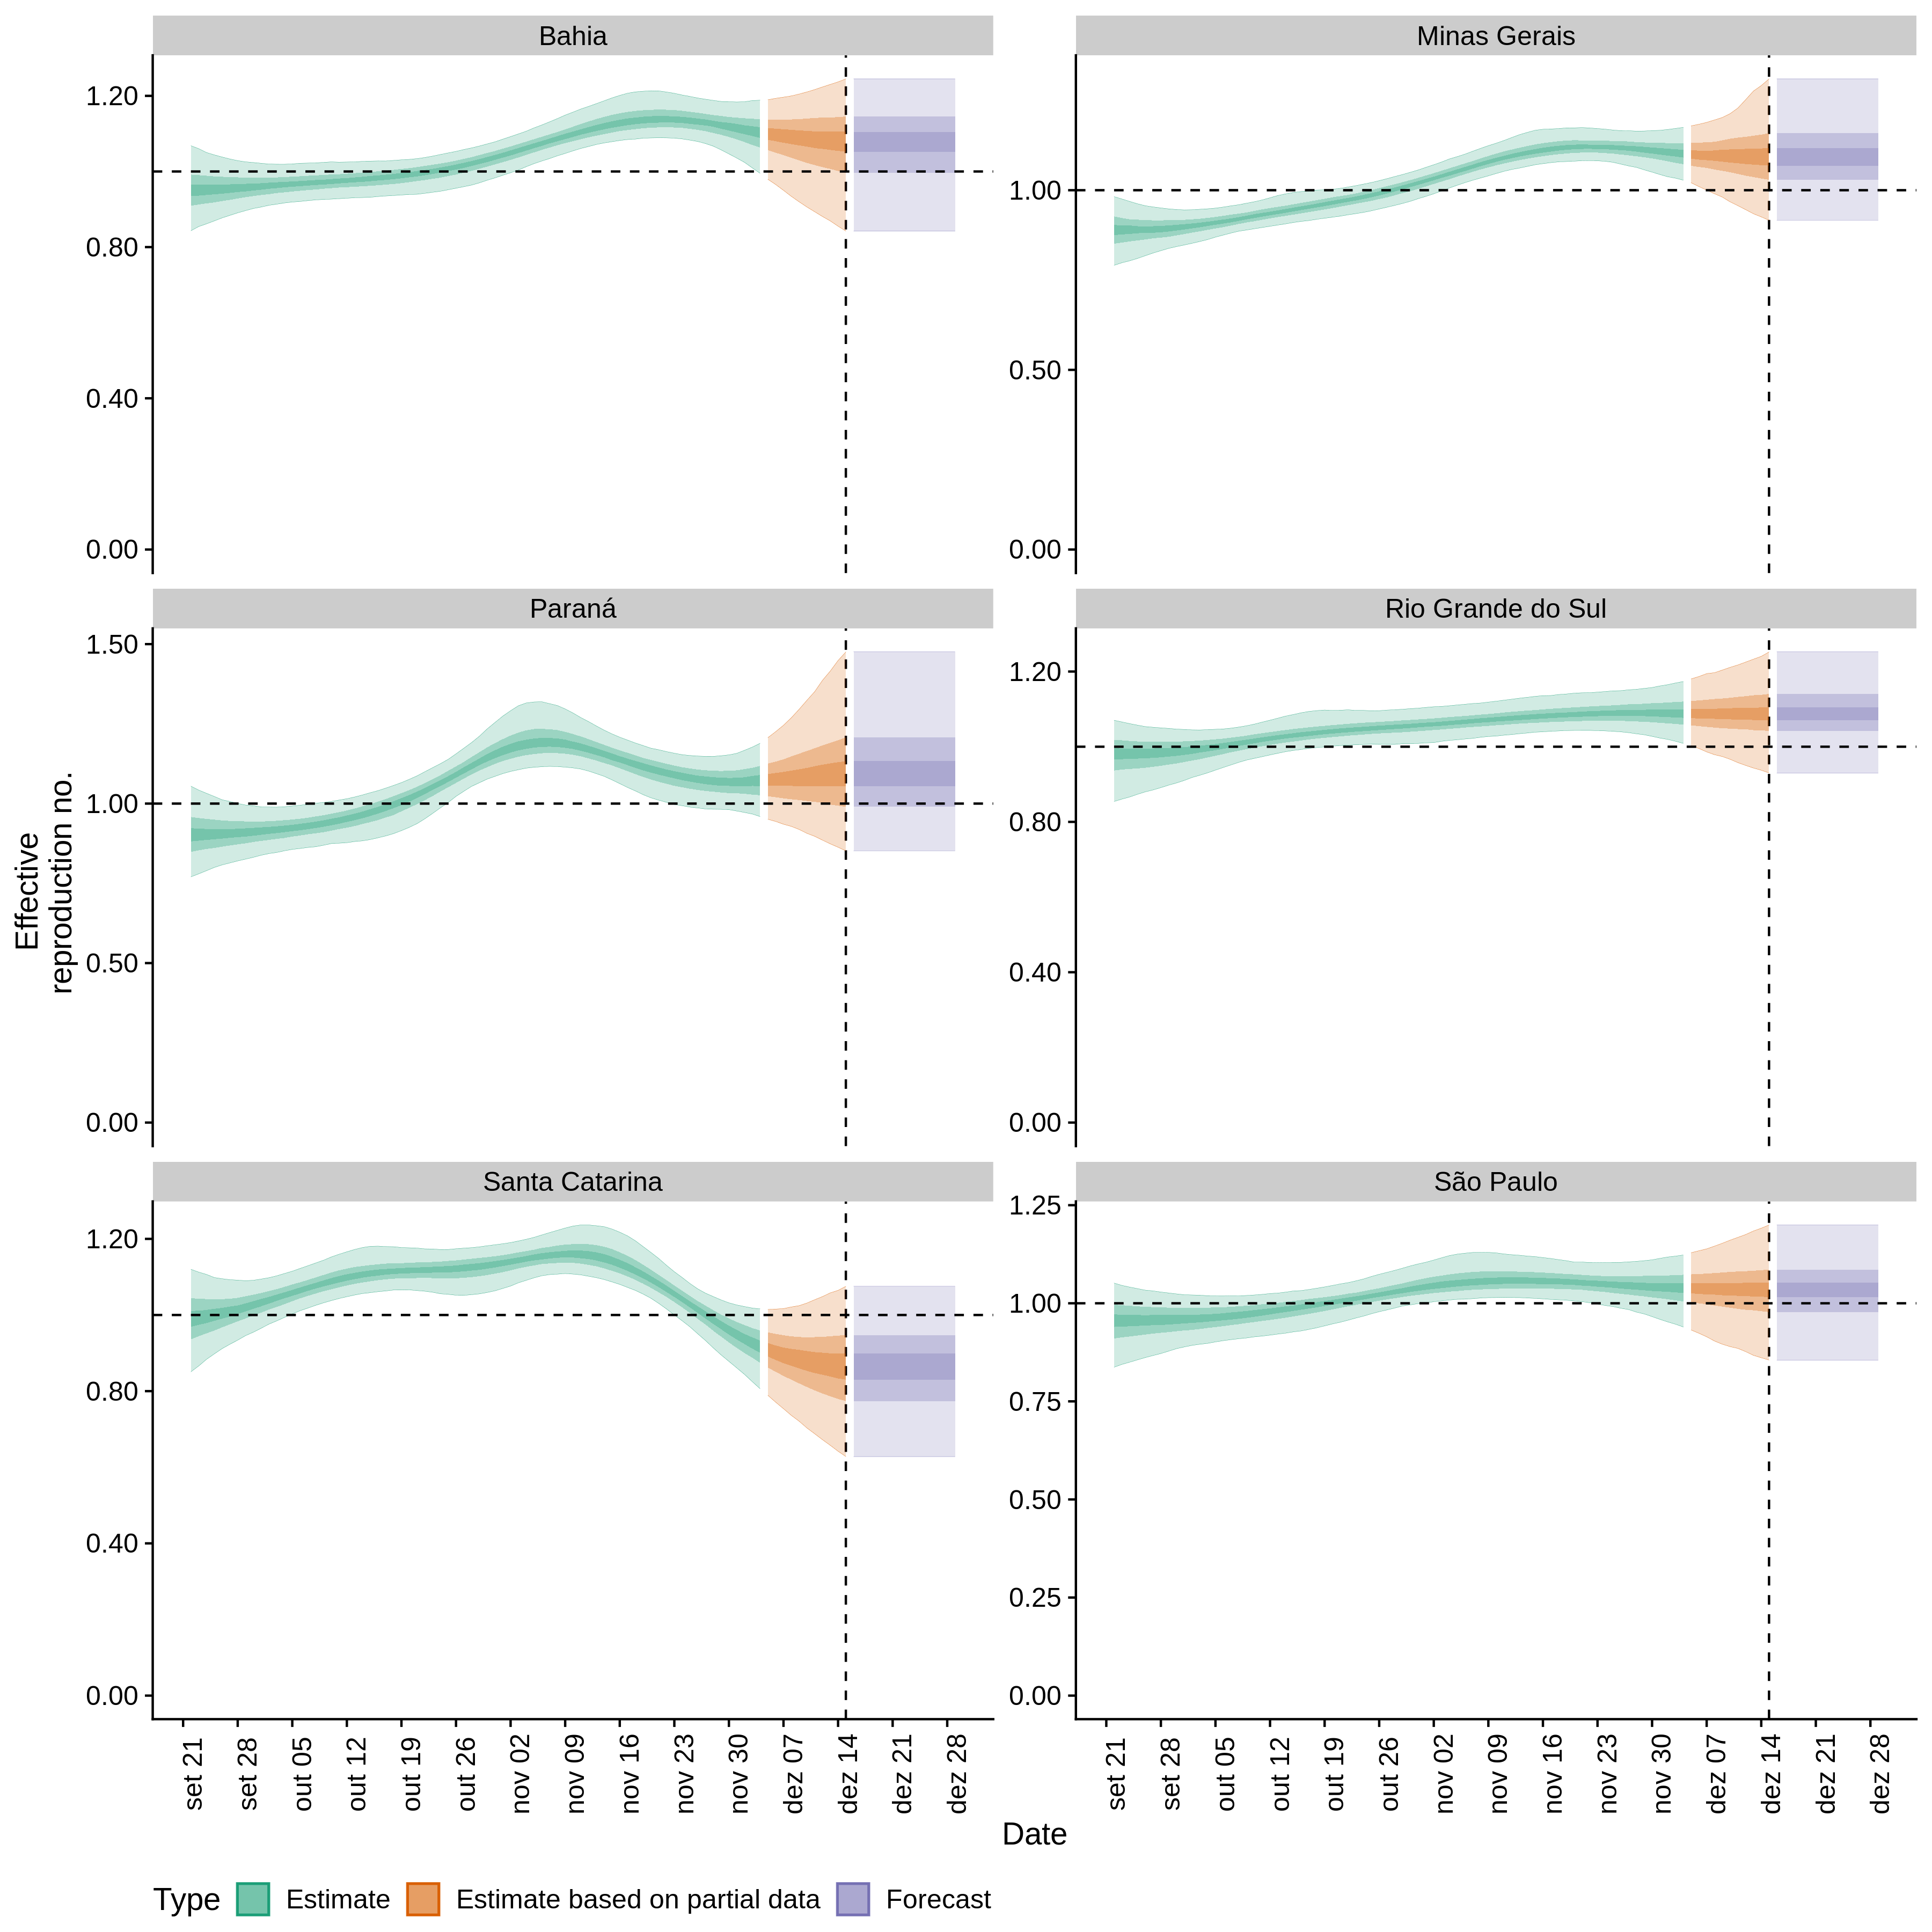 Bahia
Minas Gerais
1.20
0.80
0.40
0.00
1.00
0.50
0.00
Paraná
Rio Grande do Sul
1.50
1.00
0.50
0.00
1.20
0.80
0.40
0.00
Effective
reproduction no.
Santa Catarina
São Paulo
1.20
0.80
0.40
0.00
1.25
1.00
0.75
0.50
0.25
0.00
set 21
set 28
out 05
out 12
out 19
out 26
nov 02
nov 09
nov 16
nov 23
nov 30
dez 07
dez 14
dez 21
dez 28
set 21
set 28
out 05
out 12
out 19
out 26
nov 02
nov 09
nov 16
nov 23
nov 30
dez 07
dez 14
dez 21
dez 28
Date
Type Estimate Estimate based on partial data Forecast